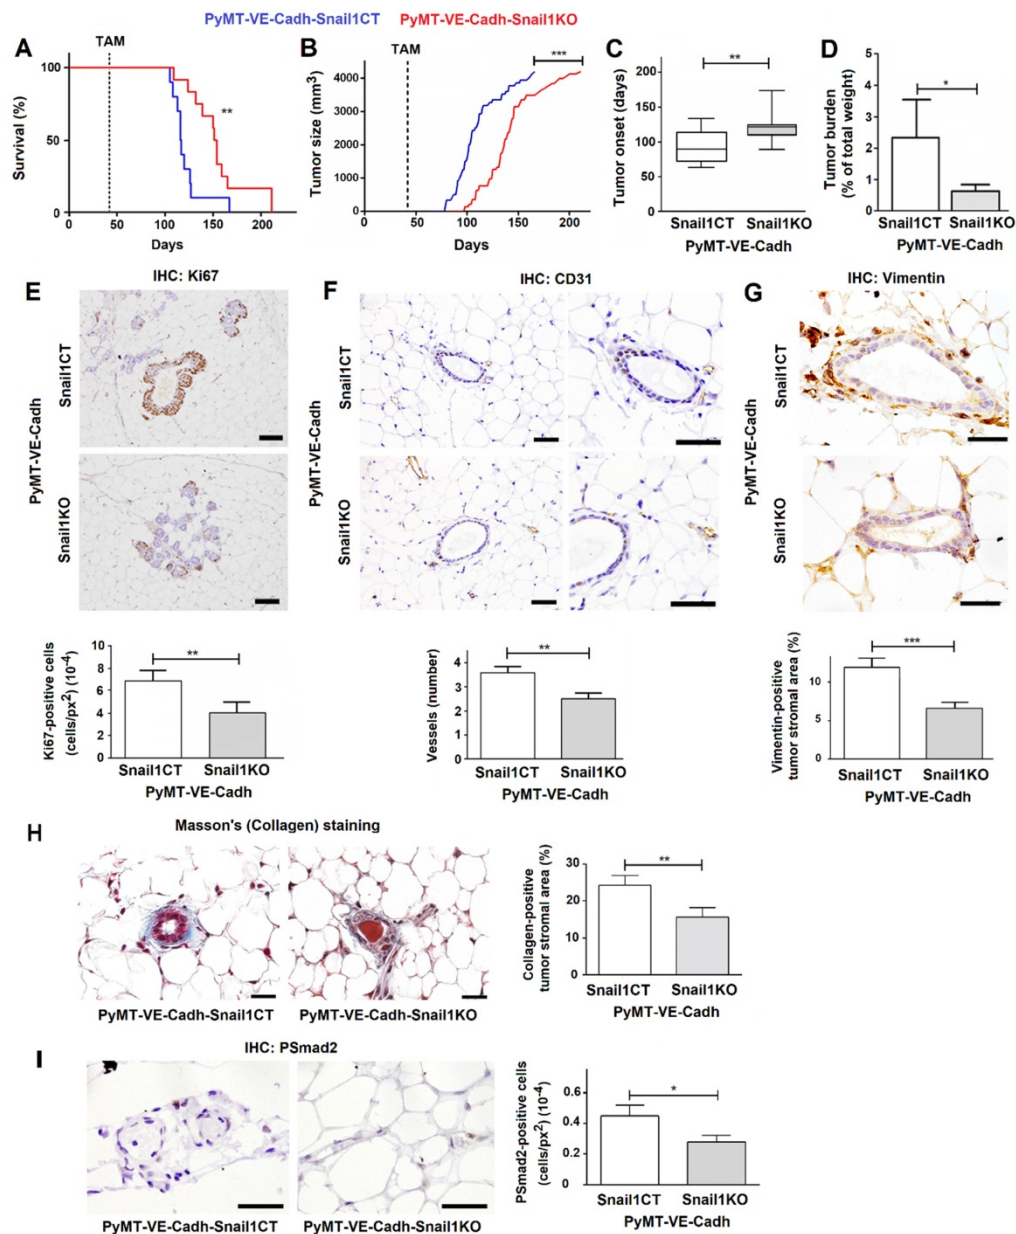 PyMT-VE-Cadh-Snail1CT PyMT-VE-Cadh-Snail1KO
A
TAM
**
Survival (%)
100
50
0
0 50 100 150 200
Days
B
TAM
***
Tumor size (mm³)
4000
3000
2000
1000
0
0 50 100 150 200
Days
C
**
Tumor onset (days)
200
150
100
50
0
Snail1CT Snail1KO
PyMT-VE-Cadh
D
*
Tumor burden
(% of total weight)
5
4
3
2
1
0
Snail1CT Snail1KO
PyMT-VE-Cadh
E
IHC: Ki67
PyMT-VE-Cadh
Snail1CT
Snail1KO
**
Ki67-positive cells
(cells/px²) (10⁻⁴)
10
8
6
4
2
0
Snail1CT Snail1KO
PyMT-VE-Cadh
F
IHC: CD31
PyMT-VE-Cadh
Snail1CT
Snail1KO
**
Vessels (number)
4
3
2
1
0
Snail1CT Snail1KO
PyMT-VE-Cadh
G
IHC: Vimentin
PyMT-VE-Cadh
Snail1CT
Snail1KO
***
Vimentin-positive
tumor stromal area (%)
10
5
0
Snail1CT Snail1KO
PyMT-VE-Cadh
H
Masson's (Collagen) staining
PyMT-VE-Cadh-Snail1CT PyMT-VE-Cadh-Snail1KO
**
Collagen-positive
tumor stromal area (%)
30
20
10
0
Snail1CT Snail1KO
PyMT-VE-Cadh
I
IHC: PSmad2
PyMT-VE-Cadh-Snail1CT PyMT-VE-Cadh-Snail1KO
*
PSmad2-positive cells
(cells/px²) (10⁻⁴)
0.6
0.4
0.2
0
Snail1CT Snail1KO
PyMT-VE-Cadh